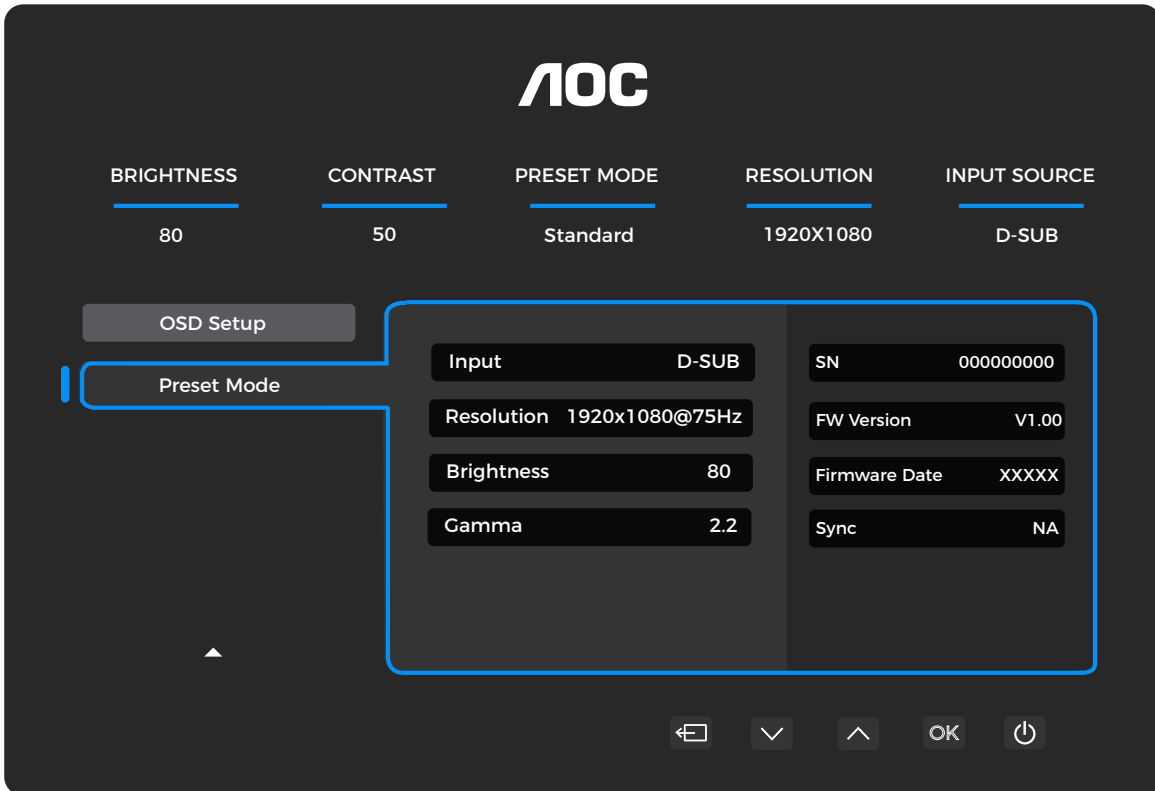 AOC
BRIGHTNESS CONTRAST PRESET MODE RESOLUTION INPUT SOURCE
80 50 Standard 1920X1080 D-SUB
OSD Setup
Preset Mode
Input D-SUB
Resolution 1920x1080@75Hz
Brightness 80
Gamma 2.2
SN 000000000
FW Version V1.00
Firmware Date XXXXX
Sync NA
OK